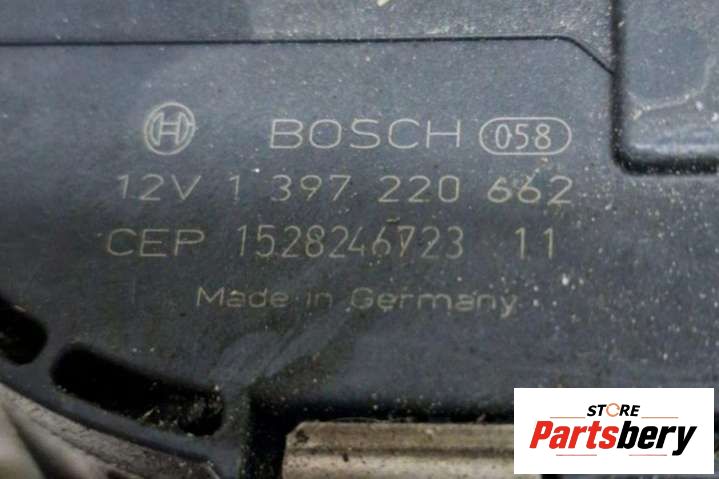 BOSCH 058
12V 1 397 220 662
CEP 1528246723 11
Made in Germany
STORE
Partsbery